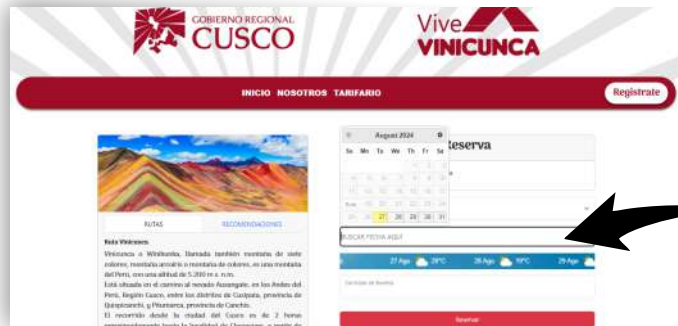 GOBIERNO REGIONAL
CUSCO
Vive
VINICUNCA
INICIO NOSOTROS TARIFARIO
Registrate
RUTAS
RECOMENDACIONES
Ruta Vinicunca
Vinicunca o Winikunka, llamada también montaña de siete
colores, montaña arcoíris o montaña de colores, es una montaña
del Perú, con una altitud de 5.200 m s. n.m.
Está situada en el camino al nevado Ausangate, en los Andes del
Perú, Región Cusco, entre los distritos de Cusipata, provincia de
Quispicanchi, y Pitumarca, provincia de Canchis.
El recorrido desde la ciudad del Cusco es de 2 horas
August 2024
Su Mo Tu We Th Fr Sa
27 28 29 30 31
Reserva
BUSCAR FECHA AQUÍ
27 Ago 20°C 28 Ago 19°C 29 Ago
Reservar